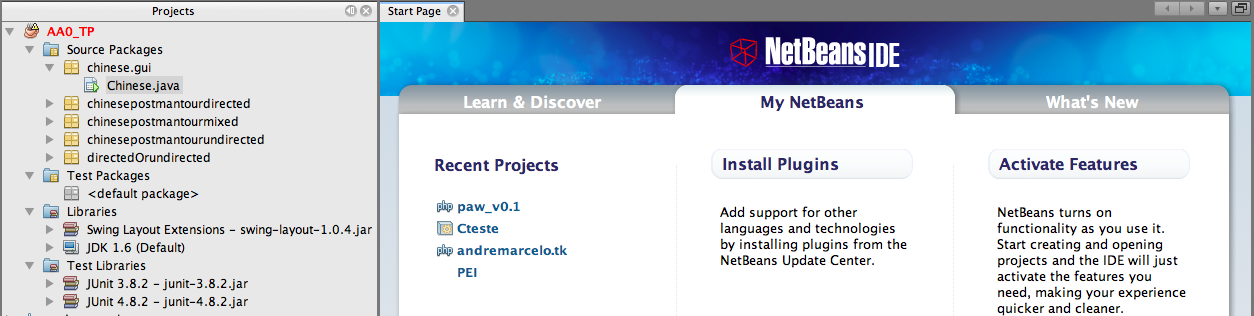 Projects
AA0_TP
Source Packages
chinese.gui
Chinese.java
chinesepostmantourdirected
chinesepostmantourmixed
chinesepostmantourundirected
directedOrundirected
Test Packages
<default package>
Libraries
Swing Layout Extensions - swing-layout-1.0.4.jar
JDK 1.6 (Default)
Test Libraries
JUnit 3.8.2 - junit-3.8.2.jar
JUnit 4.8.2 - junit-4.8.2.jar
Start Page
NetBeans IDE
Learn & Discover
My NetBeans
What's New
Recent Projects
php paw_v0.1
Cteste
php andremarcelo.tk
PEI
Install Plugins
Add support for other
languages and technologies
by installing plugins from the
NetBeans Update Center.
Activate Features
NetBeans turns on
functionality as you use it.
Start creating and opening
projects and the IDE will just
activate the features you
need, making your experience
quicker and cleaner.